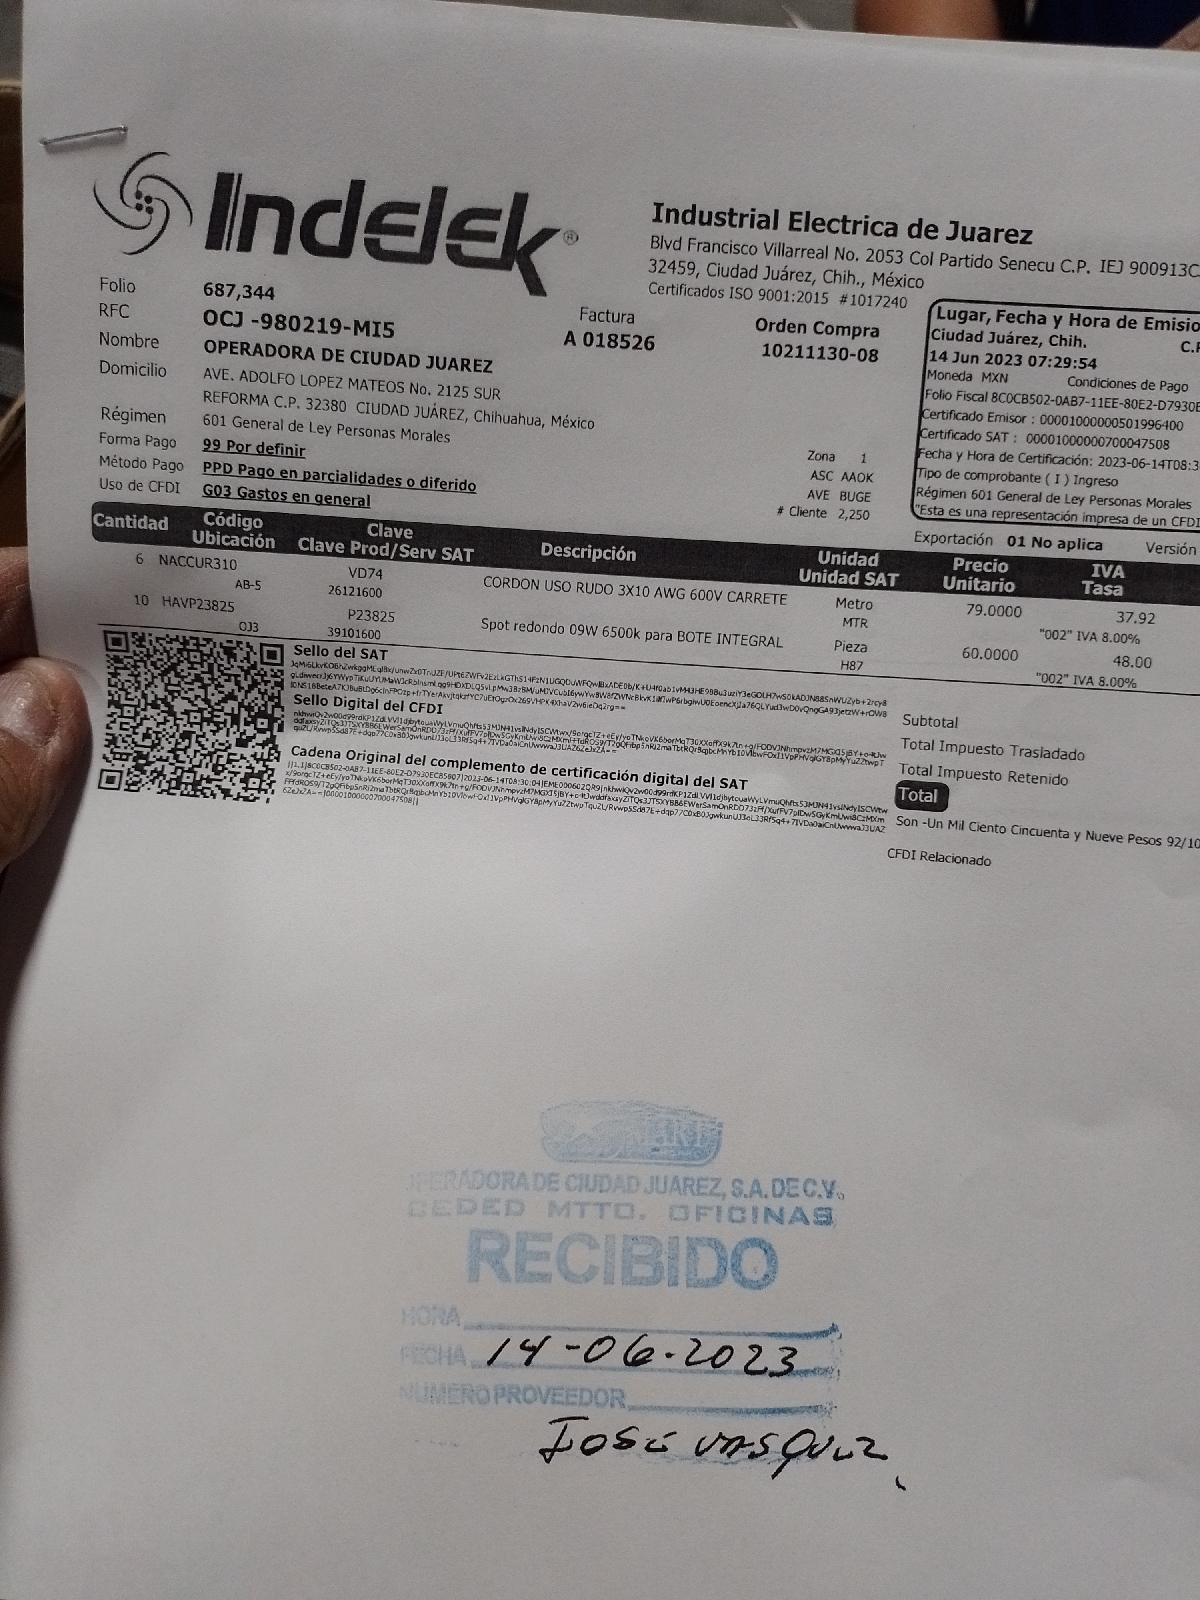 Indelek®
Industrial Electrica de Juarez
Blvd Francisco Villarreal No. 2053 Col Partido Senecu C.P. IEJ 900913C
32459, Ciudad Juárez, Chih., México
Certificados ISO 9001:2015 #1017240
Folio 687,344
RFC OCJ -980219-MI5
Factura
A 018526
Orden Compra
10211130-08
Nombre OPERADORA DE CIUDAD JUAREZ
Domicilio AVE. ADOLFO LOPEZ MATEOS No. 2125 SUR
REFORMA C.P. 32380 CIUDAD JUÁREZ, Chihuahua, México
Régimen 601 General de Ley Personas Morales
Forma Pago 99 Por definir
Método Pago PPD Pago en parcialidades o diferido
Uso de CFDI G03 Gastos en general
Zona 1
ASC AAOK
AVE BUGE
# Cliente 2,250
Lugar, Fecha y Hora de Emisio
Ciudad Juárez, Chih. C.P
14 Jun 2023 07:29:54
Moneda MXN Condiciones de Pago
Folio Fiscal 8C0CB502-0AB7-11EE-80E2-D7930E
Certificado Emisor : 00001000000501996400
Certificado SAT : 00001000000700047508
Fecha y Hora de Certificación: 2023-06-14T08:3
Tipo de comprobante ( I ) Ingreso
Régimen 601 General de Ley Personas Morales
"Esta es una representación impresa de un CFDI
Exportación 01 No aplica Versión
Cantidad Código Ubicación Clave Clave Prod/Serv SAT Descripción Unidad Unidad SAT Precio Unitario IVA Tasa
6 NACCUR310 VD74 CORDON USO RUDO 3X10 AWG 600V CARRETE Metro 79.0000 37.92
AB-5 26121600 MTR "002" IVA 8.00%
10 HAVP23825 P23825 Spot redondo 09W 6500k para BOTE INTEGRAL Pieza 60.0000 48.00
OJ3 39101600 H87 "002" IVA 8.00%
Sello del SAT
Sello Digital del CFDI
Cadena Original del complemento de certificación digital del SAT
Subtotal
Total Impuesto Trasladado
Total Impuesto Retenido
Total
Son -Un Mil Ciento Cincuenta y Nueve Pesos 92/10
CFDI Relacionado
OPERADORA DE CIUDAD JUAREZ, S.A. DE C.V.
CEDED MTTO. OFICINAS
RECIBIDO
HORA
FECHA 14-06-2023
NUMERO PROVEEDOR
José Vasquez